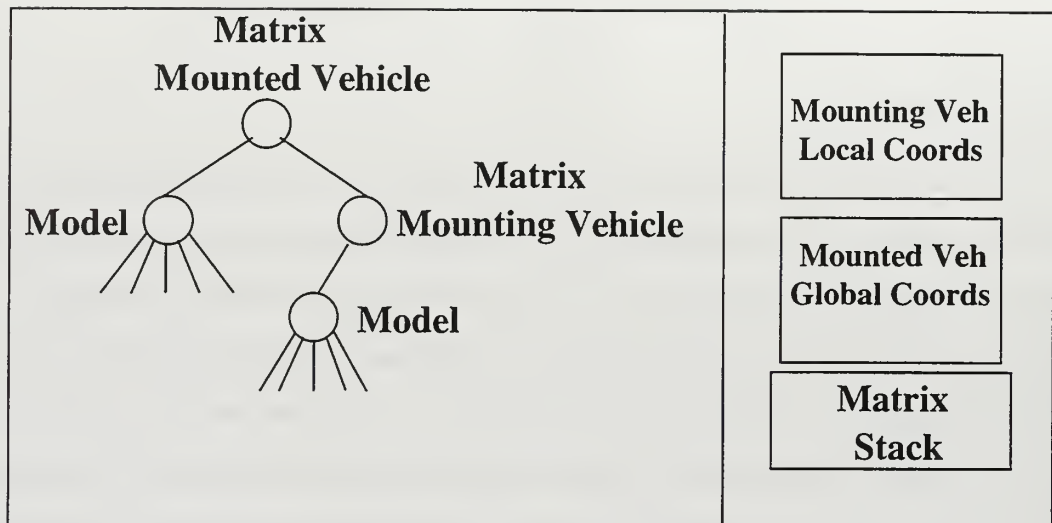 Matrix
Mounted Vehicle
Matrix
Model
Mounting Vehicle
Model
Mounting Veh
Local Coords
Mounted Veh
Global Coords
Matrix
Stack